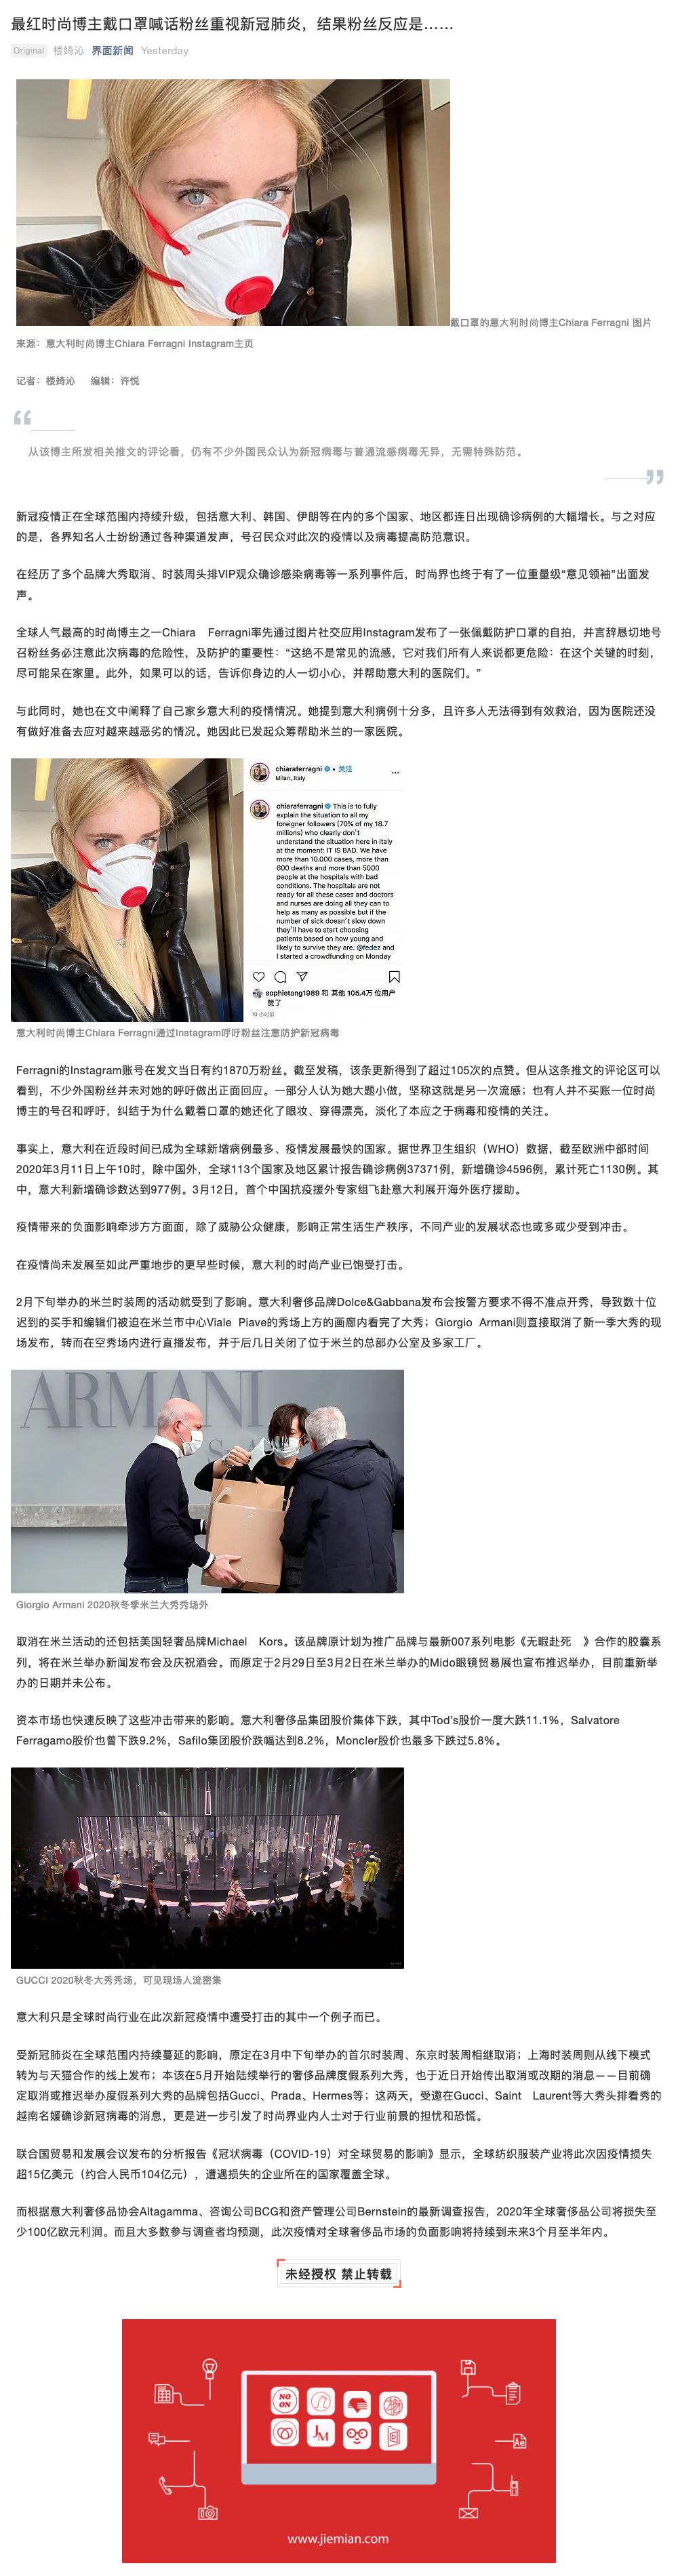 最红时尚博主戴口罩喊话粉丝重视新冠肺炎，结果粉丝反应是……
Original 楼婍沁 界面新闻 Yesterday
戴口罩的意大利时尚博主Chiara Ferragni 图片
来源：意大利时尚博主Chiara Ferragni Instagram主页
记者：楼婍沁 编辑：许悦
“
从该博主所发相关推文的评论看，仍有不少外国民众认为新冠病毒与普通流感病毒无异，无需特殊防范。
”
新冠疫情正在全球范围内持续升级，包括意大利、韩国、伊朗等在内的多个国家、地区都连日出现确诊病例的大幅增长。与之对应
的是，各界知名人士纷纷通过各种渠道发声，号召民众对此次的疫情以及病毒提高防范意识。
在经历了多个品牌大秀取消、时装周头排VIP观众确诊感染病毒等一系列事件后，时尚界也终于有了一位重量级“意见领袖”出面发
声。
全球人气最高的时尚博主之一Chiara Ferragni率先通过图片社交应用Instagram发布了一张佩戴防护口罩的自拍，并言辞恳切地号
召粉丝务必注意此次病毒的危险性，及防护的重要性：“这绝不是常见的流感，它对我们所有人来说都更危险：在这个关键的时刻，
尽可能呆在家里。此外，如果可以的话，告诉你身边的人一切小心，并帮助意大利的医院们。”
与此同时，她也在文中阐释了自己家乡意大利的疫情情况。她提到意大利病例十分多，且许多人无法得到有效救治，因为医院还没
有做好准备去应对越来越恶劣的情况。她因此已发起众筹帮助米兰的一家医院。
chiaraferragni • 关注
Milan, Italy
...
chiaraferragni This is to fully
explain the situation to all my
foreigner followers (70% of my 18.7
millions) who clearly don't
understand the situation here in Italy
at the moment: IT IS BAD. We have
more than 10.000 cases, more than
600 deaths and more than 5000
people at the hospitals with bad
conditions. The hospitals are not
ready for all these cases and doctors
and nurses are doing all they can to
help as many as possible but if the
number of sick doesn't slow down
they'll have to start choosing
patients based on how young and
likely to survive they are. @fedez and
I started a crowdfunding on Monday
sophietang1989 和 其他 105.4万 位用户
赞了
10 小时前
意大利时尚博主Chiara Ferragni通过Instagram呼吁粉丝注意防护新冠病毒
Ferragni的Instagram账号在发文当日有约1870万粉丝。截至发稿，该条更新得到了超过105次的点赞。但从这条推文的评论区可以
看到，不少外国粉丝并未对她的呼吁做出正面回应。一部分人认为她大题小做，坚称这就是另一次流感；也有人并不买账一位时尚
博主的号召和呼吁，纠结于为什么戴着口罩的她还化了眼妆、穿得漂亮，淡化了本应之于病毒和疫情的关注。
事实上，意大利在近段时间已成为全球新增病例最多、疫情发展最快的国家。据世界卫生组织（WHO）数据，截至欧洲中部时间
2020年3月11日上午10时，除中国外，全球113个国家及地区累计报告确诊病例37371例，新增确诊4596例，累计死亡1130例。其
中，意大利新增确诊数达到977例。3月12日，首个中国抗疫援外专家组飞赴意大利展开海外医疗援助。
疫情带来的负面影响牵涉方方面面，除了威胁公众健康，影响正常生活生产秩序，不同产业的发展状态也或多或少受到冲击。
在疫情尚未发展至如此严重地步的更早些时候，意大利的时尚产业已饱受打击。
2月下旬举办的米兰时装周的活动就受到了影响。意大利奢侈品牌Dolce&Gabbana发布会按警方要求不得不准点开秀，导致数十位
迟到的买手和编辑们被迫在米兰市中心Viale Piave的秀场上方的画廊内看完了大秀；Giorgio Armani则直接取消了新一季大秀的现
场发布，转而在空秀场内进行直播发布，并于后几日关闭了位于米兰的总部办公室及多家工厂。
ARMANI
Giorgio Armani 2020秋冬季米兰大秀秀场外
取消在米兰活动的还包括美国轻奢品牌Michael Kors。该品牌原计划为推广品牌与最新007系列电影《无暇赴死 》合作的胶囊系
列，将在米兰举办新闻发布会及庆祝酒会。而原定于2月29日至3月2日在米兰举办的Mido眼镜贸易展也宣布推迟举办，目前重新举
办的日期并未公布。
资本市场也快速反映了这些冲击带来的影响。意大利奢侈品集团股价集体下跌，其中Tod's股价一度大跌11.1%，Salvatore
Ferragamo股价也曾下跌9.2%，Safilo集团股价跌幅达到8.2%，Moncler股价也最多下跌过5.8%。
GUCCI 2020秋冬大秀秀场，可见现场人流密集
意大利只是全球时尚行业在此次新冠疫情中遭受打击的其中一个例子而已。
受新冠肺炎在全球范围内持续蔓延的影响，原定在3月中下旬举办的首尔时装周、东京时装周相继取消；上海时装周则从线下模式
转为与天猫合作的线上发布；本该在5月开始陆续举行的奢侈品牌度假系列大秀，也于近日开始传出取消或改期的消息——目前确
定取消或推迟举办度假系列大秀的品牌包括Gucci、Prada、Hermes等；这两天，受邀在Gucci、Saint Laurent等大秀头排看秀的
越南名媛确诊新冠病毒的消息，更是进一步引发了时尚界业内人士对于行业前景的担忧和恐慌。
联合国贸易和发展会议发布的分析报告《冠状病毒（COVID-19）对全球贸易的影响》显示，全球纺织服装产业将此次因疫情损失
超15亿美元（约合人民币104亿元），遭遇损失的企业所在的国家覆盖全球。
而根据意大利奢侈品协会Altagamma、咨询公司BCG和资产管理公司Bernstein的最新调查报告，2020年全球奢侈品公司将损失至
少100亿欧元利润。而且大多数参与调查者均预测，此次疫情对全球奢侈品市场的负面影响将持续到未来3个月至半年内。
未经授权 禁止转载
NO
ON
JM
Ae
www.jiemian.com